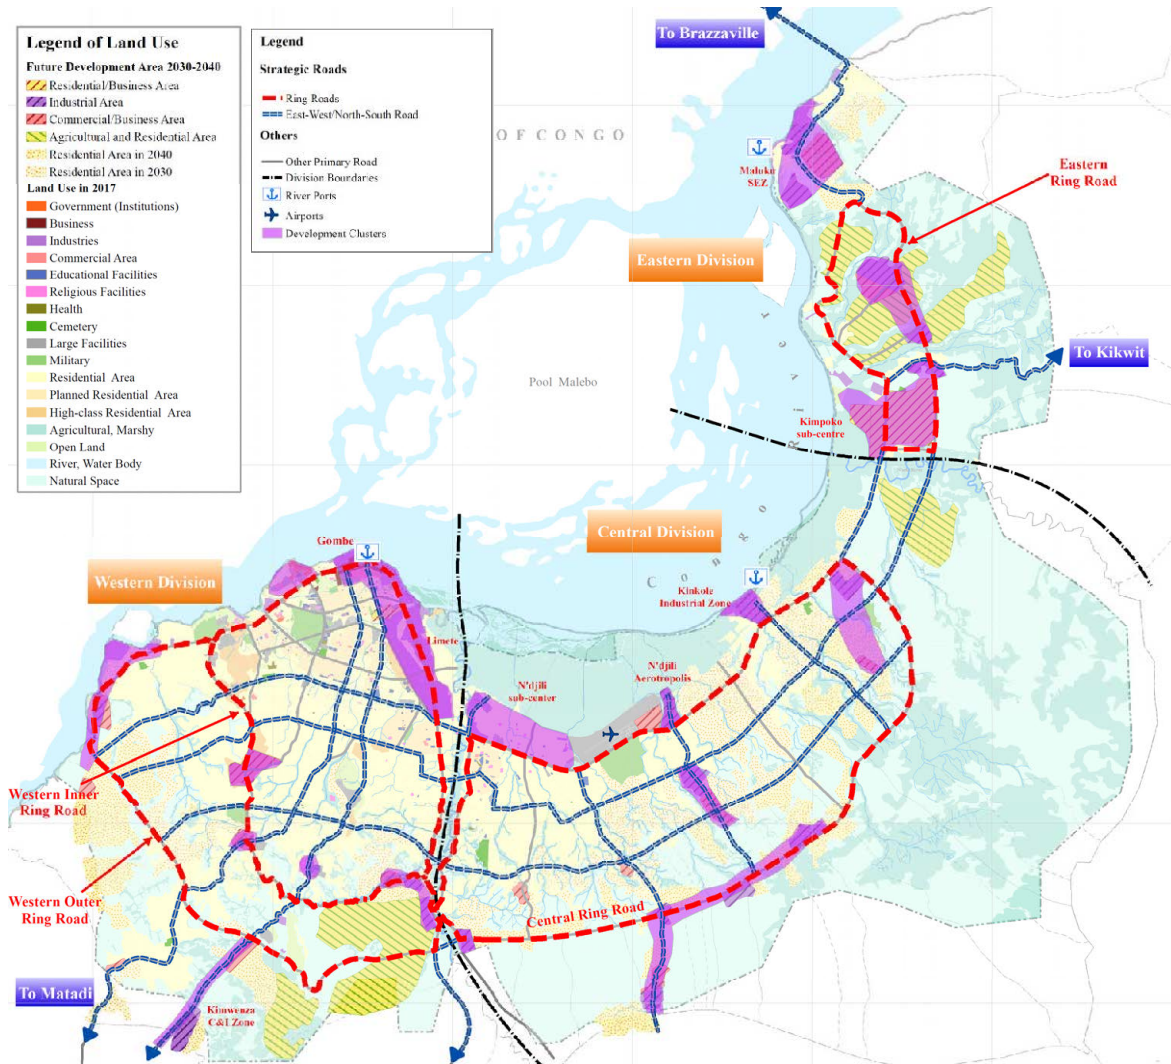 Legend of Land Use
Future Development Area 2030-2040
Residential/Business Area
Industrial Area
Commercial/Business Area
Agricultural and Residential Area
Residential Area in 2040
Residential Area in 2030
Land Use in 2017
Government (Institutions)
Business
Industries
Commercial Area
Educational Facilities
Religious Facilities
Health
Cemetery
Large Facilities
Military
Residential Area
Planned Residential Area
High-class Residential Area
Agricultural, Marshy
Open Land
River, Water Body
Natural Space
Legend
Strategic Roads
Ring Roads
East-West/North-South Road
Others
Other Primary Road
Division Boundaries
River Ports
Airports
Development Clusters
To Brazzaville
OF CONGO
Maluku
SEZ
Eastern
Ring Road
Eastern Division
To Kikwit
Pool Malebo
Kimpoko
sub-centre
Central Division
Gombe
Western Division
Kinkole
Industrial Zone
Limete
N'djili
sub-center
N'djili
Aerotropolis
Western Inner
Ring Road
Western Outer
Ring Road
Central Ring Road
To Matadi
Kimwenza
C&I Zone